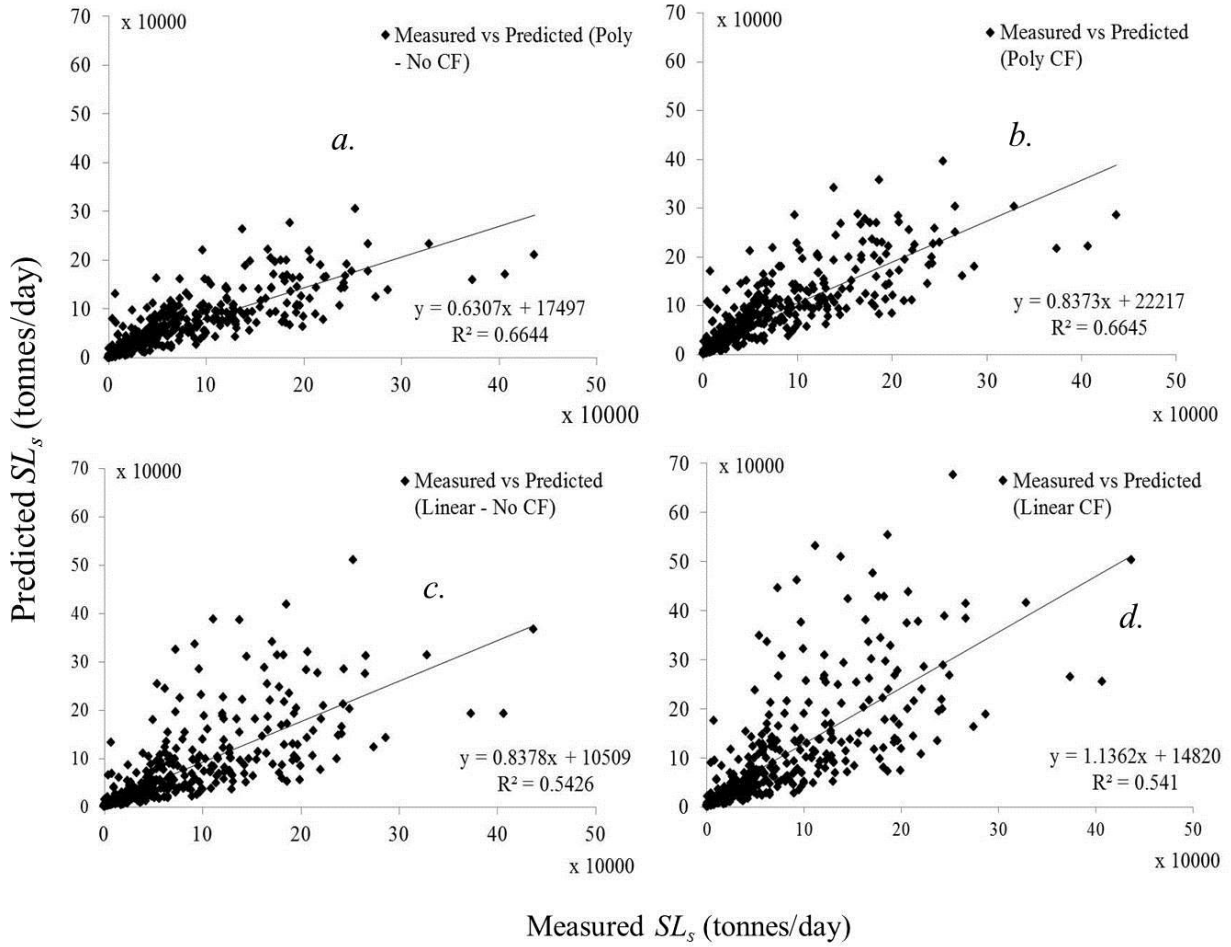 Predicted SLs (tonnes/day)
70
60
50
40
30
20
10
0
x 10000
Measured vs Predicted (Poly
- No CF)
a.
y = 0.6307x + 17497
R² = 0.6644
0 10 20 30 40 50
x 10000
70
60
50
40
30
20
10
0
x 10000
Measured vs Predicted
(Poly CF)
b.
y = 0.8373x + 22217
R² = 0.6645
0 10 20 30 40 50
x 10000
70
60
50
40
30
20
10
0
x 10000
Measured vs Predicted
(Linear - No CF)
c.
y = 0.8378x + 10509
R² = 0.5426
0 10 20 30 40 50
x 10000
70
60
50
40
30
20
10
0
x 10000
Measured vs Predicted
(Linear CF)
d.
y = 1.1362x + 14820
R² = 0.541
0 10 20 30 40 50
x 10000
Measured SLs (tonnes/day)